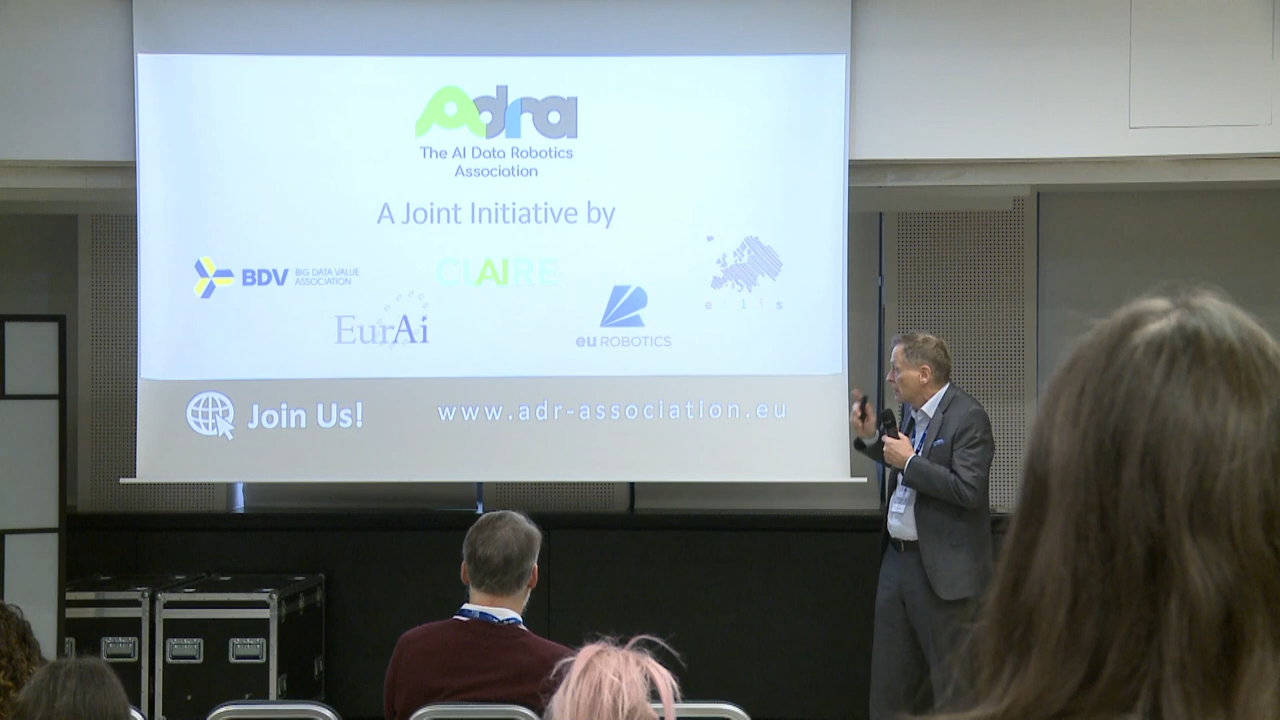 Adra
The AI Data Robotics
Association
A Joint Initiative by
BDV BIG DATA VALUE
ASSOCIATION
CLAIRE
ellis
EurAi
eu ROBOTICS
Join Us!
www.adr-association.eu